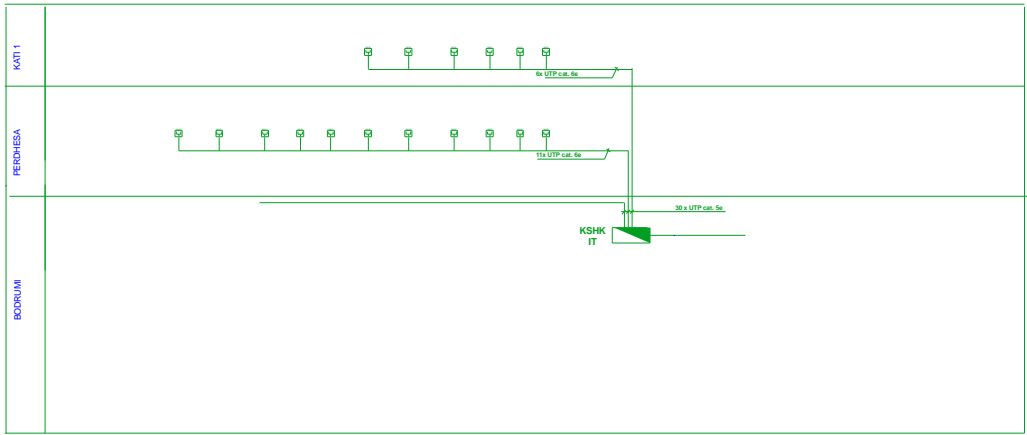 KATI 1
6x UTP cat. 6e
PERDHESA
11x UTP cat. 6e
30 x UTP cat. 5e
KSHK
IT
BODRUMI